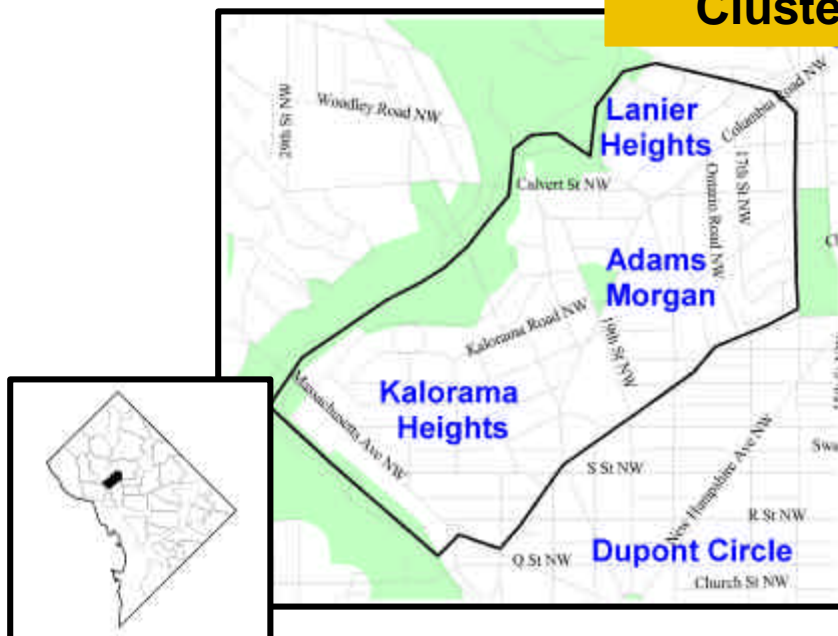 Cluste
Woodley Road NW
29th St NW
Lanier
Heights
Columbia Road NW
17th St NW
Ontario Road NW
Calvert St NW
Adams
Morgan
Kalorama Road NW
19th St NW
Massachusetts Ave NW
Kalorama
Heights
S St NW
New Hampshire Ave NW
Swa
R St NW
Q St NW
Dupont Circle
Church St NW